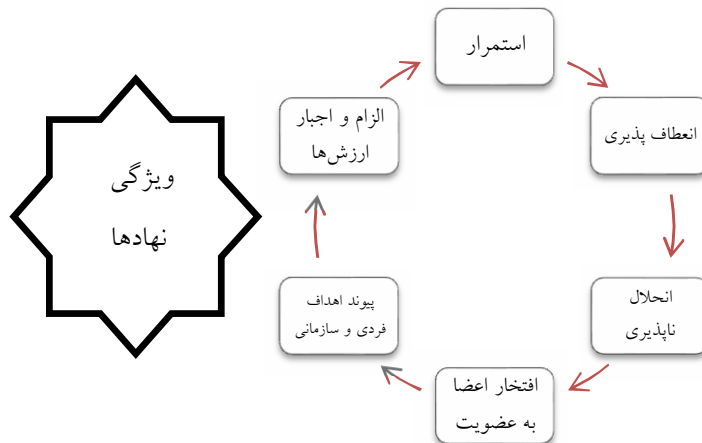 ویژگی
نهادها
استمرار
انعطاف پذیری
انحلال
ناپذیری
افتخار اعضا
به عضویت
پیوند اهداف
فردی و سازمانی
الزام و اجبار
ارزش‌ها